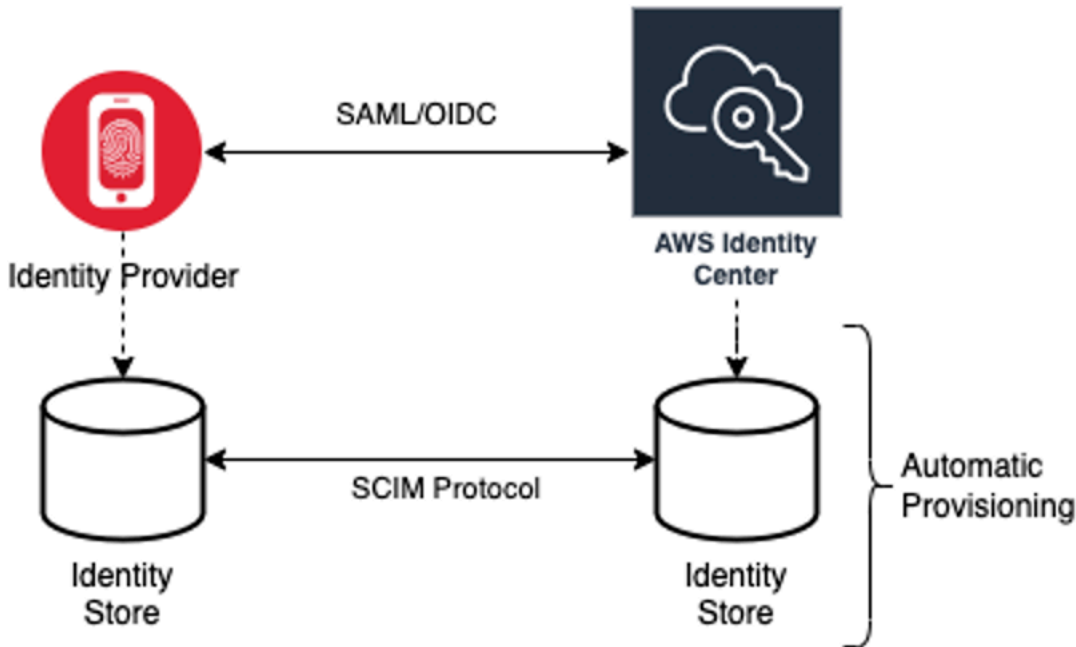 SAML/OIDC
AWS Identity
Center
Identity Provider
SCIM Protocol
Automatic
Provisioning
Identity
Store
Identity
Store